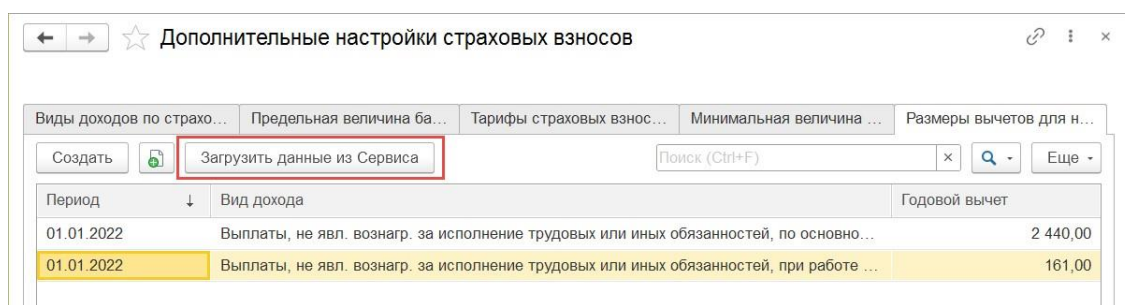 Дополнительные настройки страховых взносов
Виды доходов по страхо... Предельная величина ба... Тарифы страховых взнос... Минимальная величина ... Размеры вычетов для н...
Создать Загрузить данные из Сервиса Поиск (Ctrl+F) × Еще
Период ↓ Вид дохода Годовой вычет
01.01.2022 Выплаты, не явл. вознагр. за исполнение трудовых или иных обязанностей, по основно... 2 440,00
01.01.2022 Выплаты, не явл. вознагр. за исполнение трудовых или иных обязанностей, при работе ... 161,00